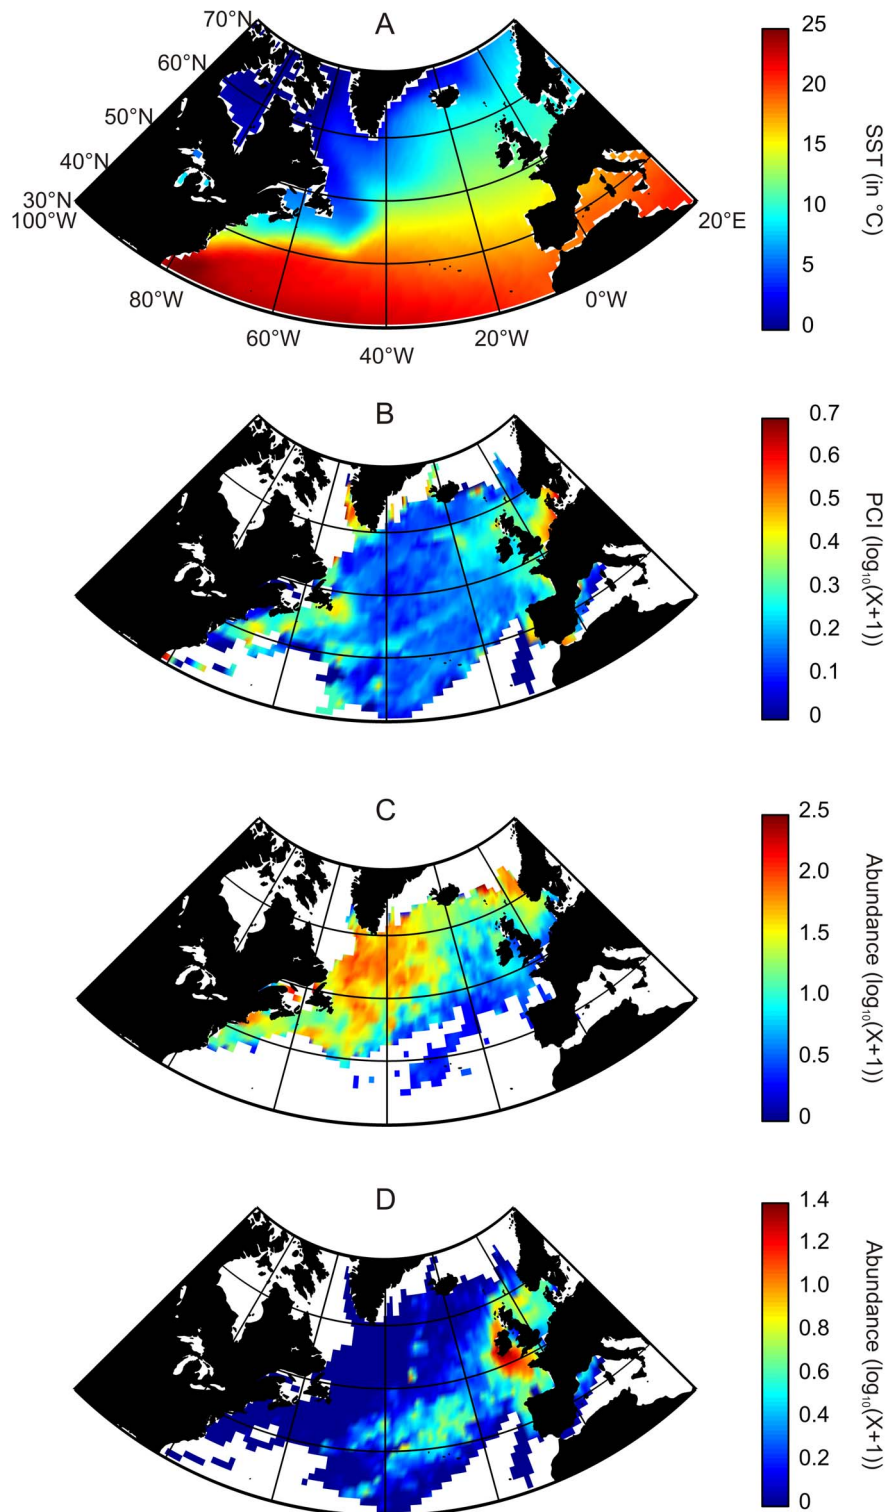 A
70°N
60°N
50°N
40°N
30°N
100°W
80°W
60°W
40°W
20°W
0°W
20°E
25
20
15
10
5
0
SST (in °C)
B
0.7
0.6
0.5
0.4
0.3
0.2
0.1
0
PCI (log₁₀(X+1))
C
2.5
2.0
1.5
1.0
0.5
0
Abundance (log₁₀(X+1))
D
1.4
1.2
1.0
0.8
0.6
0.4
0.2
0
Abundance (log₁₀(X+1))